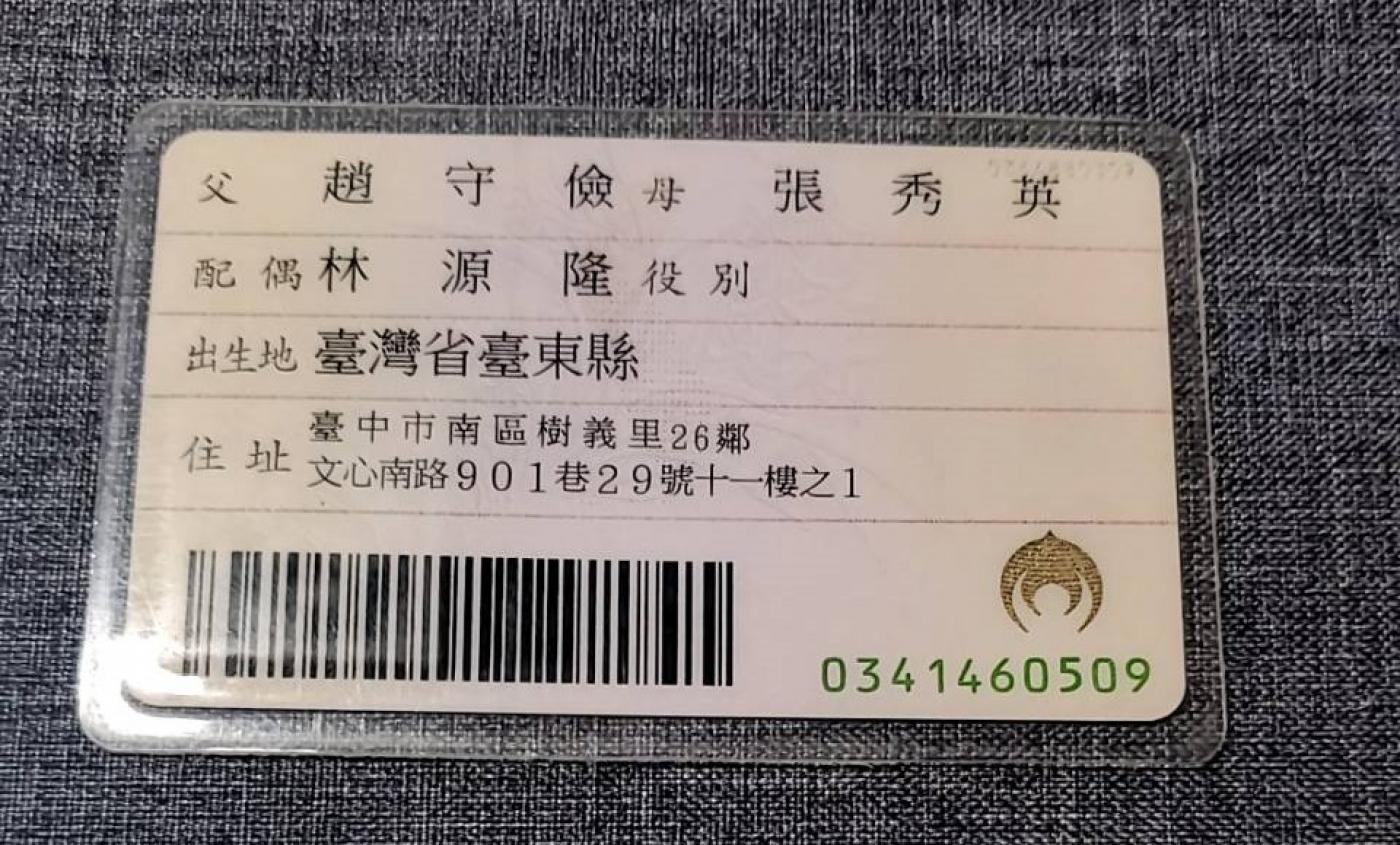 父 趙守儉 母 張秀英
配偶 林源隆 役別
出生地 臺灣省臺東縣
住址 臺中市南區樹義里26鄰
文心南路901巷29號十一樓之1
0341460509